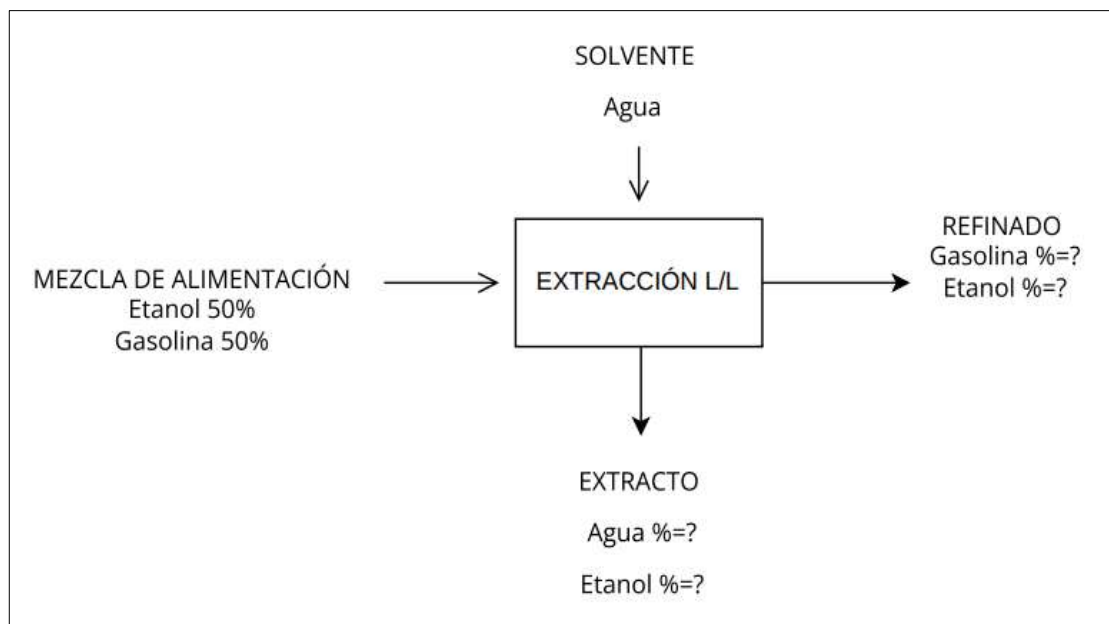 SOLVENTE
Agua
MEZCLA DE ALIMENTACIÓN
Etanol 50%
Gasolina 50%
EXTRACCIÓN L/L
REFINADO
Gasolina %=?
Etanol %=?
EXTRACTO
Agua %=?
Etanol %=?